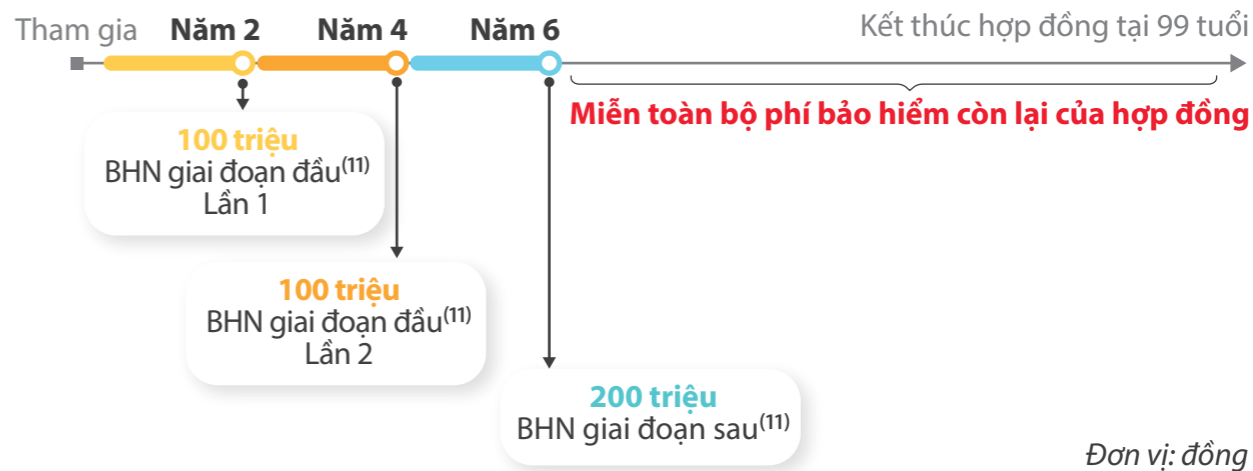 Tham gia Năm 2 Năm 4 Năm 6 Kết thúc hợp đồng tại 99 tuổi
Miễn toàn bộ phí bảo hiểm còn lại của hợp đồng
100 triệu
BHN giai đoạn đầu(11)
Lần 1
100 triệu
BHN giai đoạn đầu(11)
Lần 2
200 triệu
BHN giai đoạn sau(11)
Đơn vị: đồng